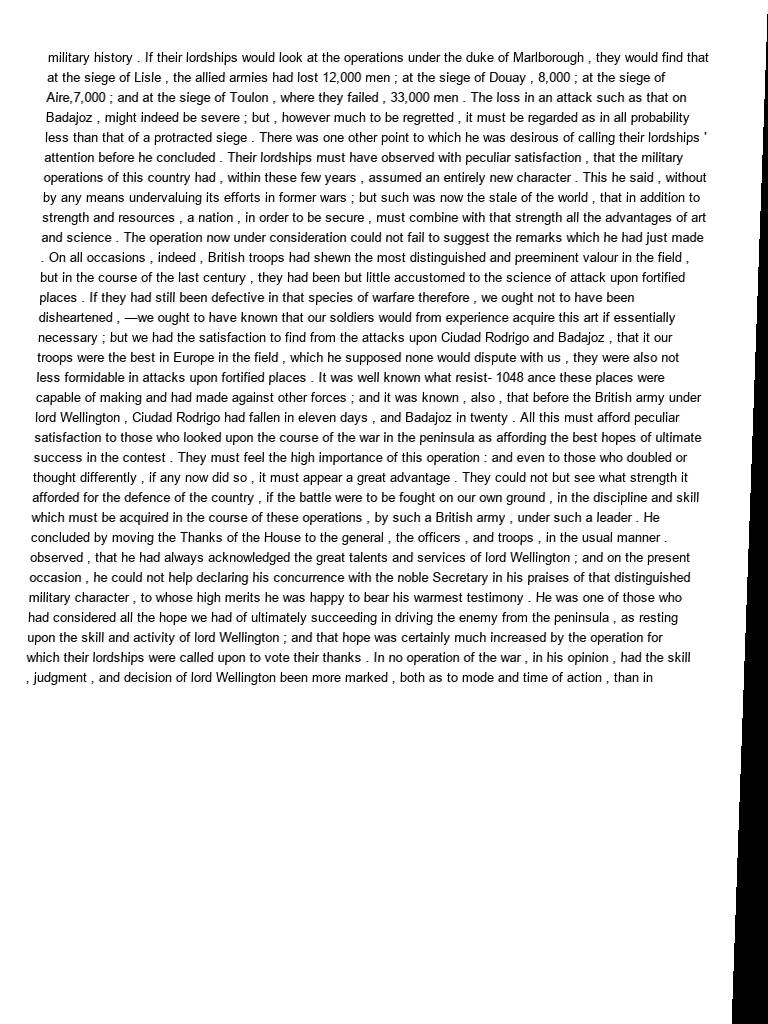 military history . If their lordships would look at the operations under the duke of Marlborough , they would find that
at the siege of Lisle , the allied armies had lost 12,000 men ; at the siege of Douay , 8,000 ; at the siege of
Aire,7,000 ; and at the siege of Toulon , where they failed , 33,000 men . The loss in an attack such as that on
Badajoz , might indeed be severe ; but , however much to be regretted , it must be regarded as in all probability
less than that of a protracted siege . There was one other point to which he was desirous of calling their lordships '
attention before he concluded . Their lordships must have observed with peculiar satisfaction , that the military
operations of this country had , within these few years , assumed an entirely new character . This he said , without
by any means undervaluing its efforts in former wars ; but such was now the stale of the world , that in addition to
strength and resources , a nation , in order to be secure , must combine with that strength all the advantages of art
and science . The operation now under consideration could not fail to suggest the remarks which he had just made
. On all occasions , indeed , British troops had shewn the most distinguished and preeminent valour in the field ,
but in the course of the last century , they had been but little accustomed to the science of attack upon fortified
places . If they had still been defective in that species of warfare therefore , we ought not to have been
disheartened , —we ought to have known that our soldiers would from experience acquire this art if essentially
necessary ; but we had the satisfaction to find from the attacks upon Ciudad Rodrigo and Badajoz , that it our
troops were the best in Europe in the field , which he supposed none would dispute with us , they were also not
less formidable in attacks upon fortified places . It was well known what resist- 1048 ance these places were
capable of making and had made against other forces ; and it was known , also , that before the British army under
lord Wellington , Ciudad Rodrigo had fallen in eleven days , and Badajoz in twenty . All this must afford peculiar
satisfaction to those who looked upon the course of the war in the peninsula as affording the best hopes of ultimate
success in the contest . They must feel the high importance of this operation : and even to those who doubled or
thought differently , if any now did so , it must appear a great advantage . They could not but see what strength it
afforded for the defence of the country , if the battle were to be fought on our own ground , in the discipline and skill
which must be acquired in the course of these operations , by such a British army , under such a leader . He
concluded by moving the Thanks of the House to the general , the officers , and troops , in the usual manner .
observed , that he had always acknowledged the great talents and services of lord Wellington ; and on the present
occasion , he could not help declaring his concurrence with the noble Secretary in his praises of that distinguished
military character , to whose high merits he was happy to bear his warmest testimony . He was one of those who
had considered all the hope we had of ultimately succeeding in driving the enemy from the peninsula , as resting
upon the skill and activity of lord Wellington ; and that hope was certainly much increased by the operation for
which their lordships were called upon to vote their thanks . In no operation of the war , in his opinion , had the skill
, judgment , and decision of lord Wellington been more marked , both as to mode and time of action , than in